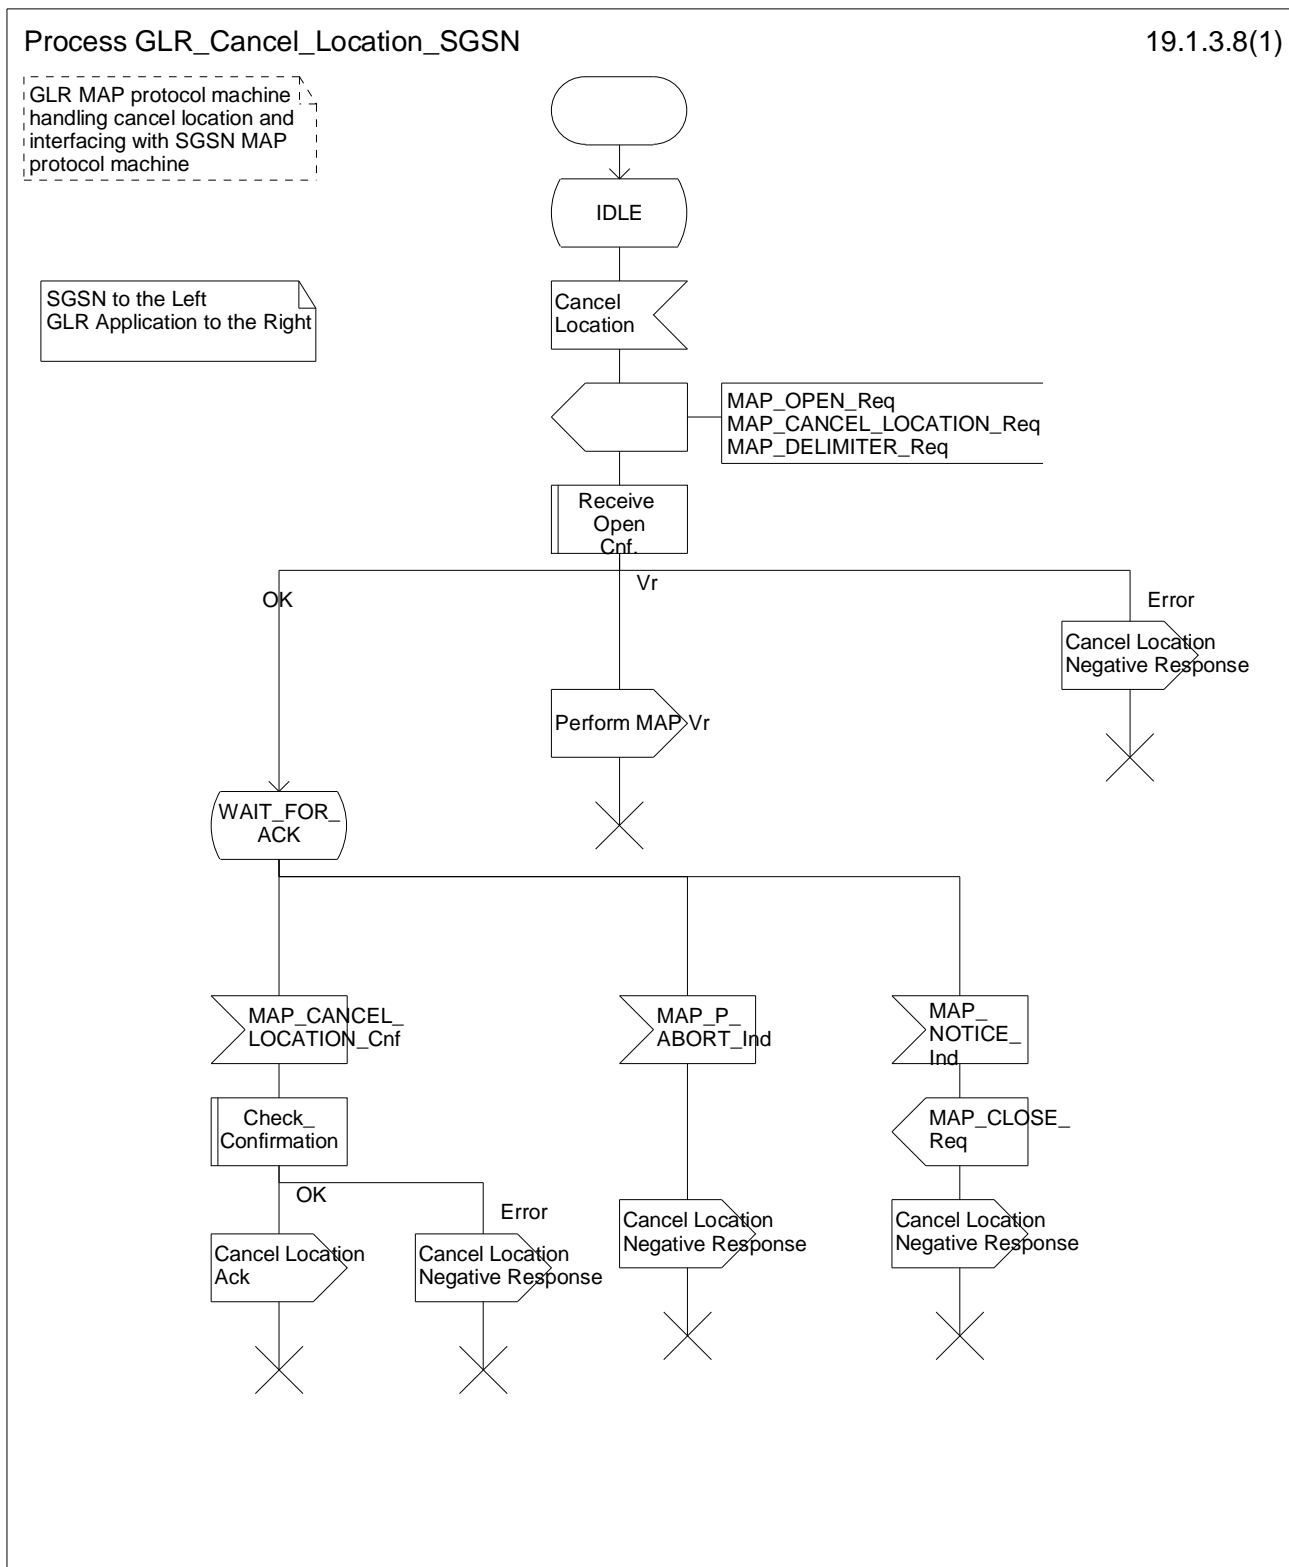 Process GLR_Cancel_Location_SGSN
19.1.3.8(1)
GLR MAP protocol machine
handling cancel location and
interfacing with SGSN MAP
protocol machine
IDLE
SGSN to the Left
GLR Application to the Right
Cancel
Location
MAP_OPEN_Req
MAP_CANCEL_LOCATION_Req
MAP_DELIMITER_Req
Receive
Open
Cnf.
OK
Vr
Error
Cancel Location
Negative Response
Perform MAP Vr
WAIT_FOR_
ACK
MAP_CANCEL_
LOCATION_Cnf
MAP_P_
ABORT_Ind
MAP_
NOTICE_
Ind
Check_
Confirmation
MAP_CLOSE_
Req
OK
Error
Cancel Location
Ack
Cancel Location
Negative Response
Cancel Location
Negative Response
Cancel Location
Negative Response